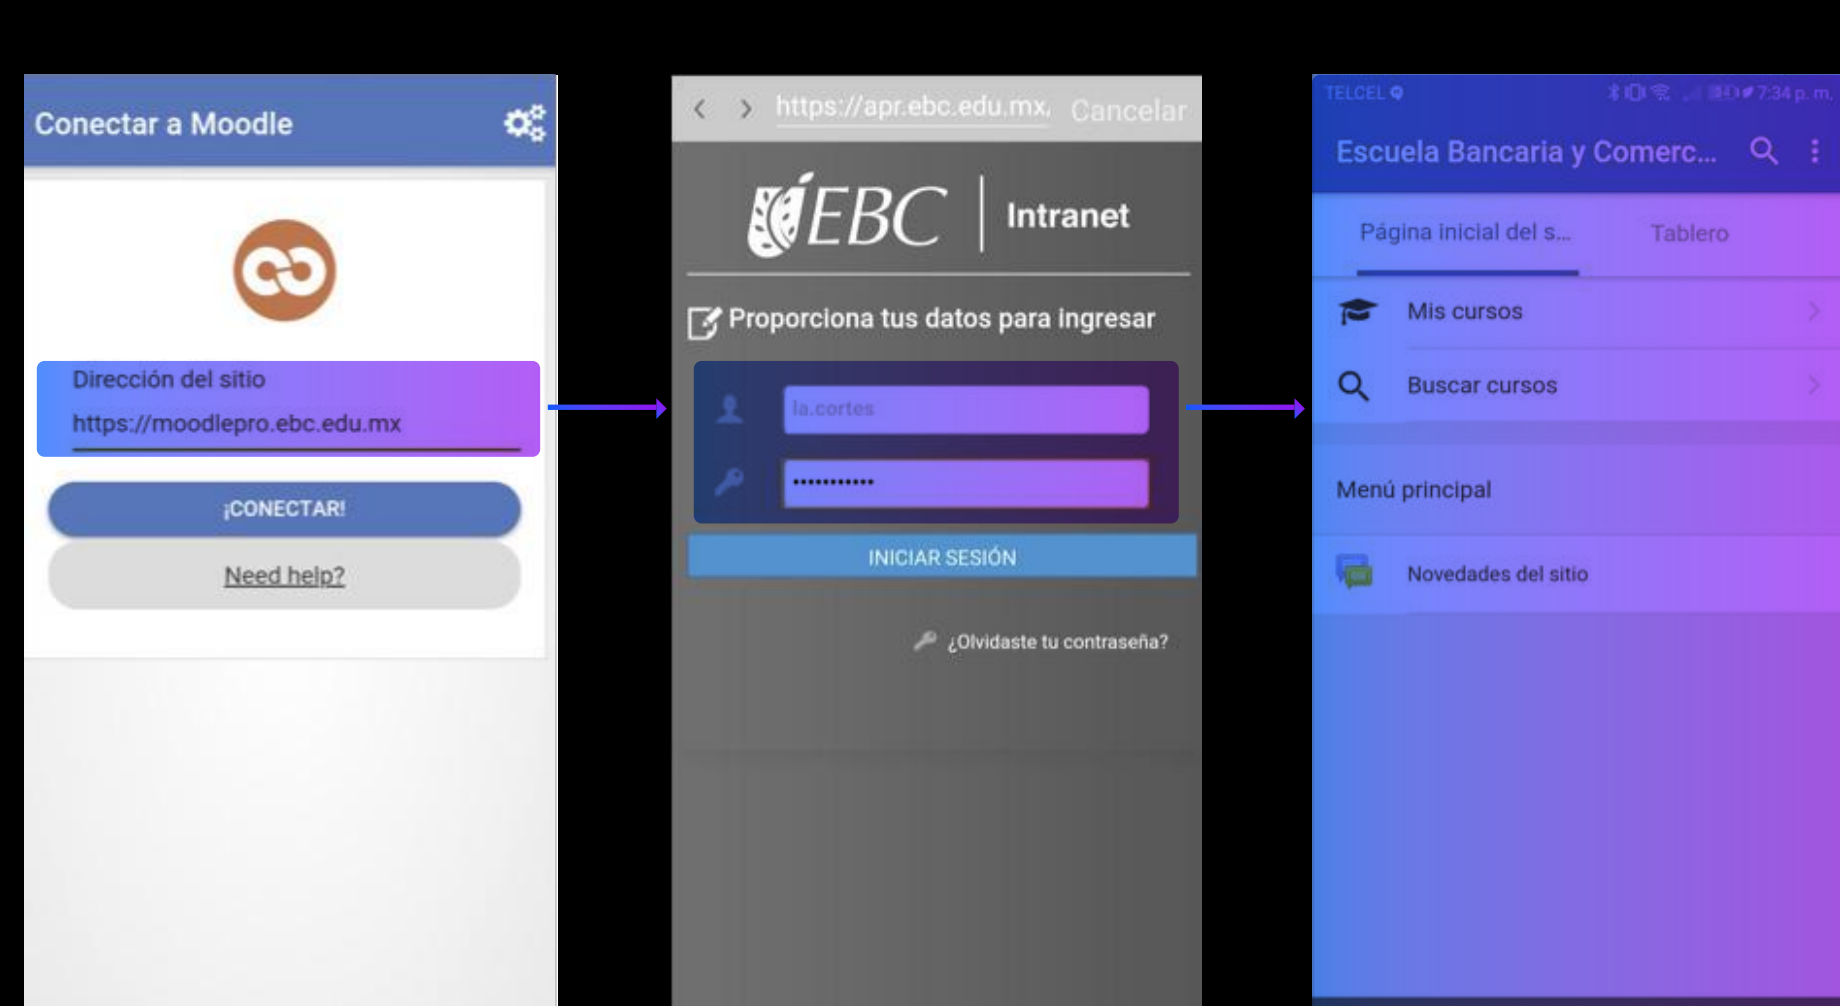 Conectar a Moodle
Dirección del sitio
https://moodlepro.ebc.edu.mx
¡CONECTAR!
Need help?
https://apr.ebc.edu.mx/
Cancelar
EBC
Intranet
Proporciona tus datos para ingresar
la.cortes
•••••••••••
INICIAR SESIÓN
¿Olvidaste tu contraseña?
TELCEL
7:34 p. m.
Escuela Bancaria y Comerc...
Página inicial del s...
Tablero
Mis cursos
Buscar cursos
Menú principal
Novedades del sitio